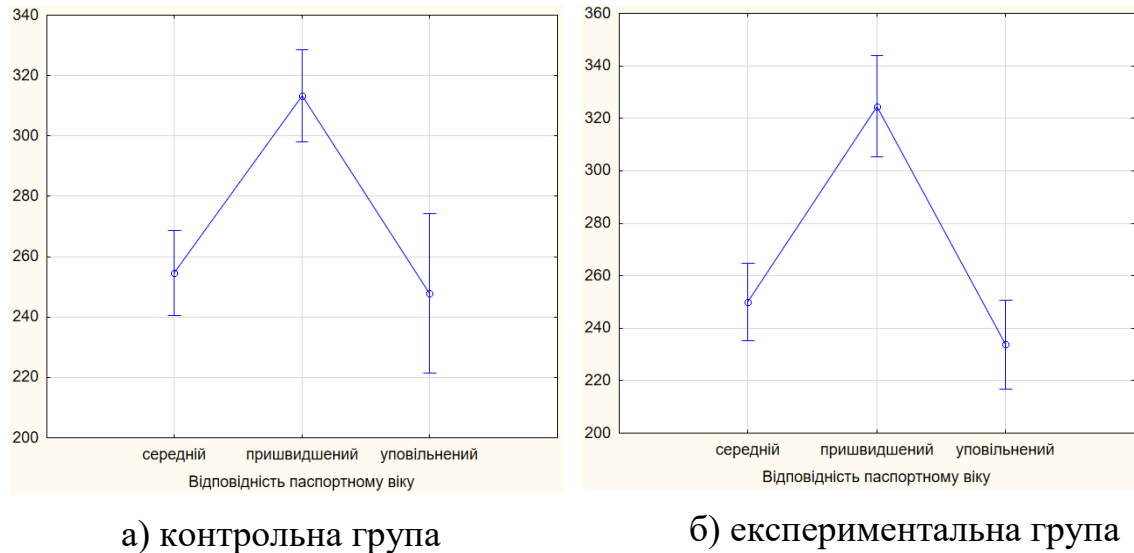 340
320
300
280
260
240
220
200
середній пришвидшений уповільнений
Відповідність паспортному віку
а) контрольна група
360
340
320
300
280
260
240
220
200
середній пришвидшений уповільнений
Відповідність паспортному віку
б) експериментальна група